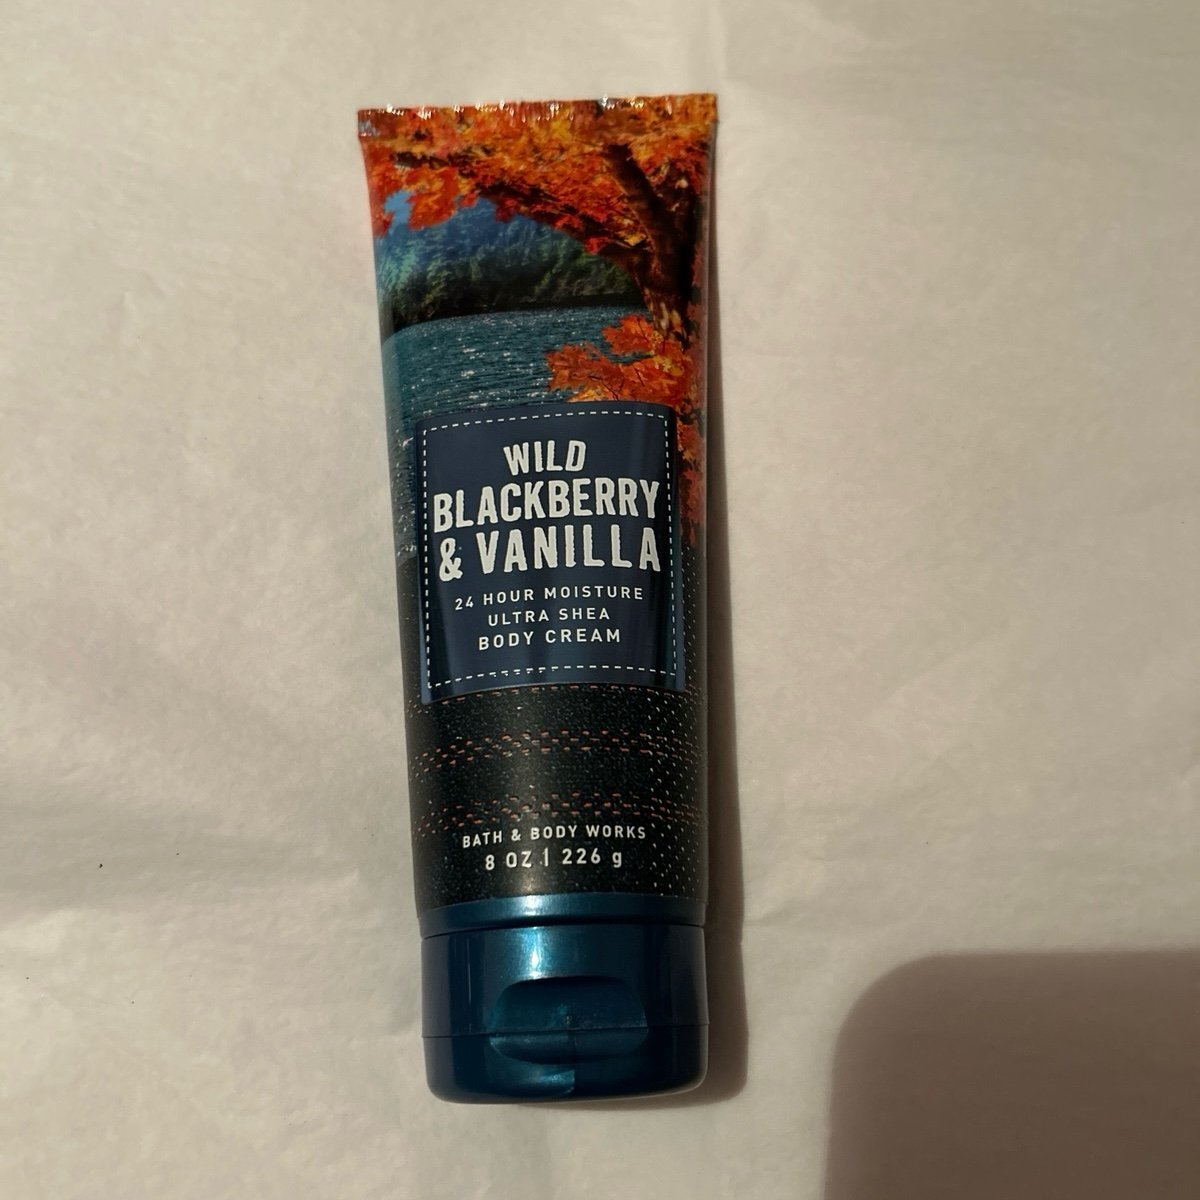 WILD
BLACKBERRY
& VANILLA
24 HOUR MOISTURE
ULTRA SHEA
BODY CREAM
BATH & BODY WORKS
8 OZ | 226 g